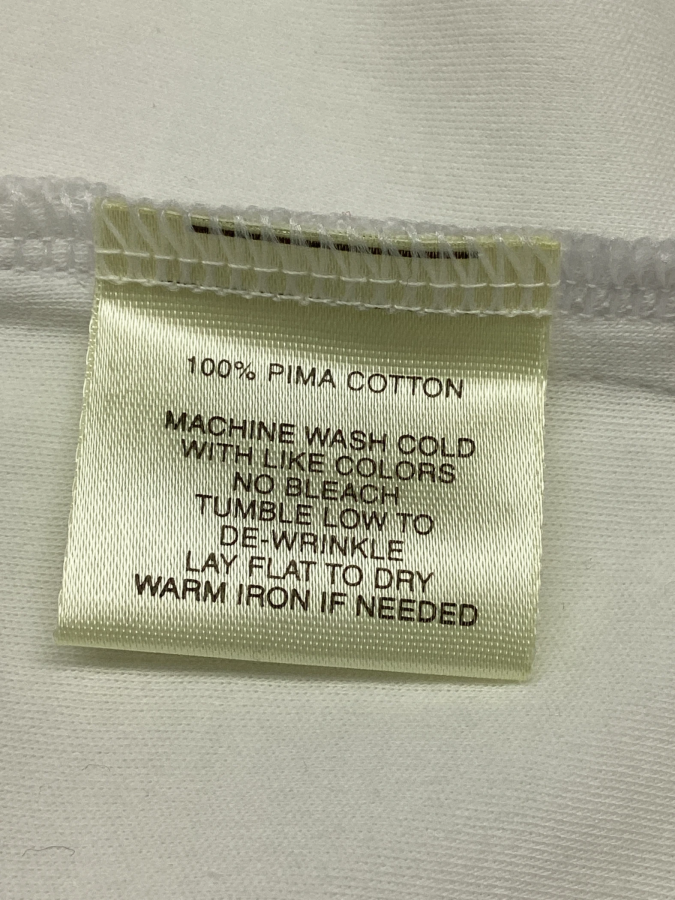 100% PIMA COTTON
MACHINE WASH COLD
WITH LIKE COLORS
NO BLEACH
TUMBLE LOW TO
DE-WRINKLE
LAY FLAT TO DRY
WARM IRON IF NEEDED